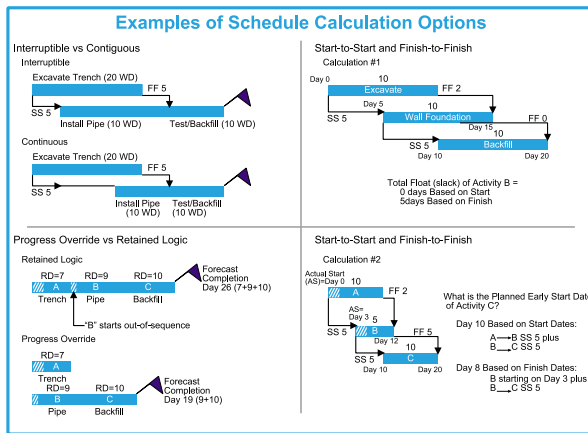 Examples of Schedule Calculation Options
Interruptible vs Contiguous
Interruptible
Excavate Trench (20 WD)
FF 5
SS 5
Install Pipe (10 WD)
Test/Backfill (10 WD)
Continuous
Excavate Trench (20 WD)
FF 5
SS 5
Install Pipe
(10 WD)
Test/Backfill
(10 WD)
Start-to-Start and Finish-to-Finish
Calculation #1
Day 0
10
Excavate
FF 2
Day 5
10
Wall Foundation
SS 5
Day 15
FF 0
10
SS 5
Backfill
Day 10
Day 20
Total Float (slack) of Activity B =
0 days Based on Start
5days Based on Finish
Progress Override vs Retained Logic
Retained Logic
RD=7
RD=9
RD=10
A
B
C
Trench
Pipe
Backfill
Forecast
Completion
Day 26 (7+9+10)
"B" starts out-of-sequence
Progress Override
RD=7
A
Trench
RD=9
RD=10
B
C
Pipe
Backfill
Forecast
Completion
Day 19 (9+10)
Start-to-Start and Finish-to-Finish
Calculation #2
Actual Start
(AS)=Day 0
10
A
FF 2
AS=
Day 3
5
SS 5
B
Day 12
FF 5
10
SS 5
C
Day 10
Day 20
What is the Planned Early Start Date
of Activity C?
Day 10 Based on Start Dates:
A B SS 5 plus
B C SS 5
Day 8 Based on Finish Dates:
B starting on Day 3 plus
B C SS 5